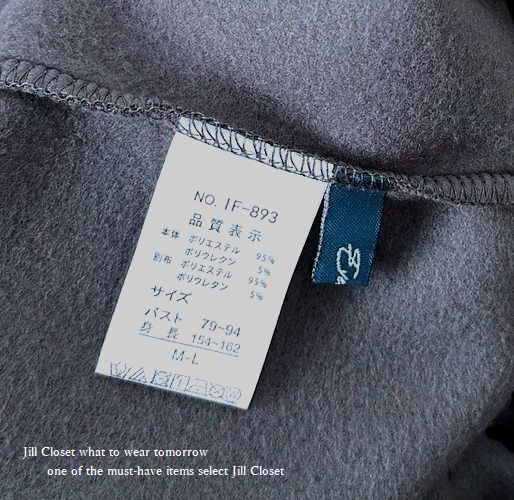 NO. IF-893
品質表示
本体 ポリエステル 95%
ポリウレタン 5%
別布 ポリエステル 95%
ポリウレタン 5%
サイズ
バスト 79~94
身長 154~162
M-L
Jill Closet what to wear tomorrow
one of the must-have items select Jill Closet